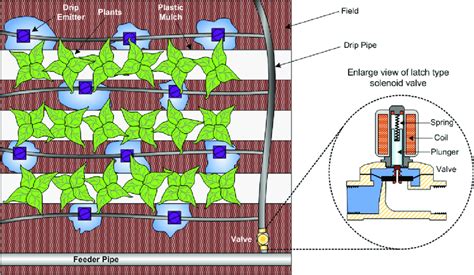 Drip
Emitter
Plants
Plastic
Mulch
Field
Drip Pipe
Enlarge view of latch type
solenoid valve
Spring
Coil
Plunger
Valve
Valve
Feeder Pipe